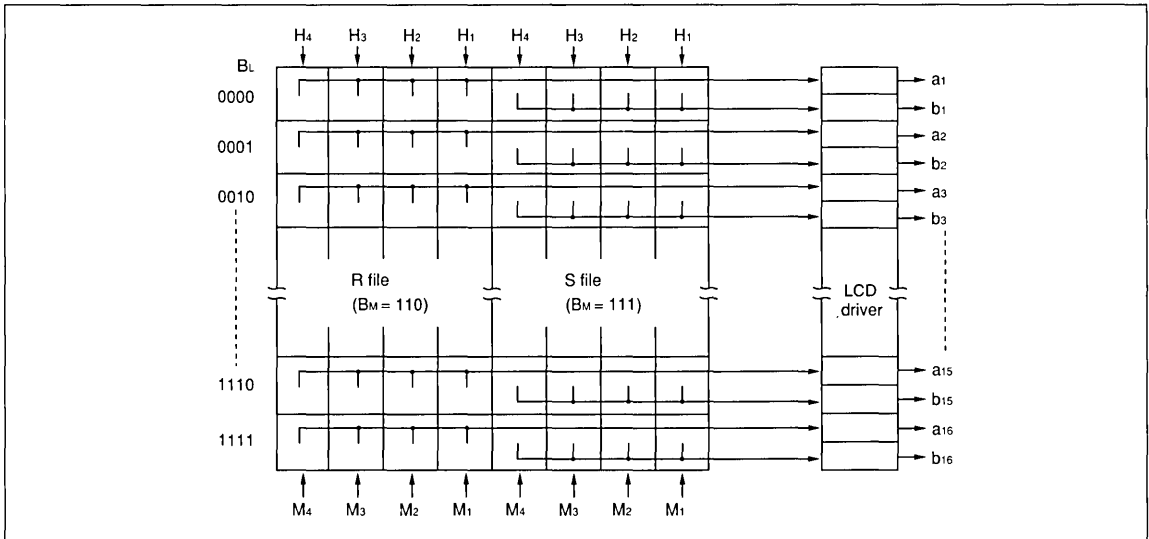 H4 H3 H2 H1 H4 H3 H2 H1
BL
0000 a1
b1
0001 a2
b2
0010 a3
b3
R file S file
(BM = 110) (BM = 111)
LCD
driver
1110 a15
b15
1111 a16
b16
M4 M3 M2 M1 M4 M3 M2 M1